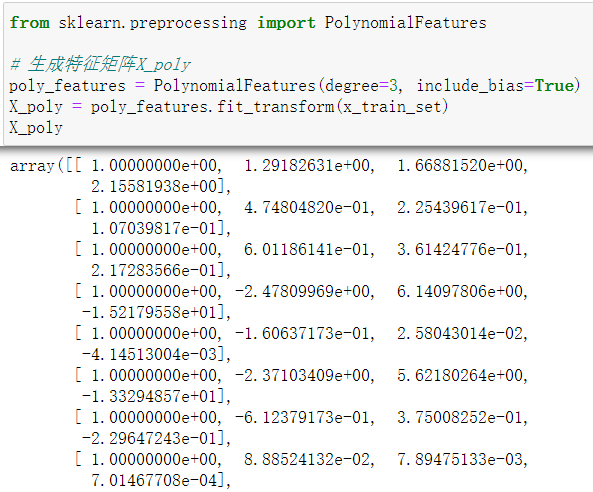 from sklearn.preprocessing import PolynomialFeatures
# 生成特征矩阵X_poly
poly_features = PolynomialFeatures(degree=3, include_bias=True)
X_poly = poly_features.fit_transform(x_train_set)
X_poly
array([[ 1.00000000e+00, 1.29182631e+00, 1.66881520e+00,
2.15581938e+00],
[ 1.00000000e+00, 4.74804820e-01, 2.25439617e-01,
1.07039817e-01],
[ 1.00000000e+00, 6.01186141e-01, 3.61424776e-01,
2.17283566e-01],
[ 1.00000000e+00, -2.47809969e+00, 6.14097806e+00,
-1.52179558e+01],
[ 1.00000000e+00, -1.60637173e-01, 2.58043014e-02,
-4.14513004e-03],
[ 1.00000000e+00, -2.37103409e+00, 5.62180264e+00,
-1.33294857e+01],
[ 1.00000000e+00, -6.12379173e-01, 3.75008252e-01,
-2.29647243e-01],
[ 1.00000000e+00, 8.88524132e-02, 7.89475133e-03,
7.01467708e-04],